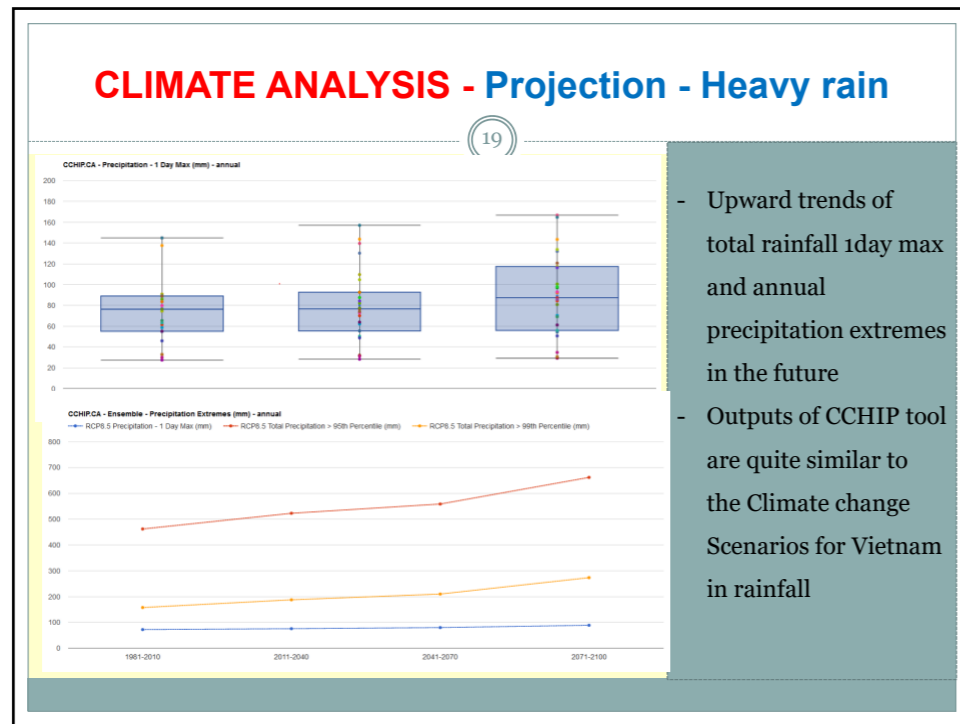 CLIMATE ANALYSIS - Projection - Heavy rain
19
CCHIP.CA - Precipitation - 1 Day Max (mm) - annual
200
180
160
140
120
100
80
60
40
20
0
CCHIP.CA - Ensemble - Precipitation Extremes (mm) - annual
RCP8.5 Precipitation - 1 Day Max (mm) RCP8.5 Total Precipitation > 95th Percentile (mm) RCP8.5 Total Precipitation > 99th Percentile (mm)
800
700
600
500
400
300
200
100
0
1981-2010 2011-2040 2041-2070 2071-2100
- Upward trends of
total rainfall 1day max
and annual
precipitation extremes
in the future
- Outputs of CCHIP tool
are quite similar to
the Climate change
Scenarios for Vietnam
in rainfall